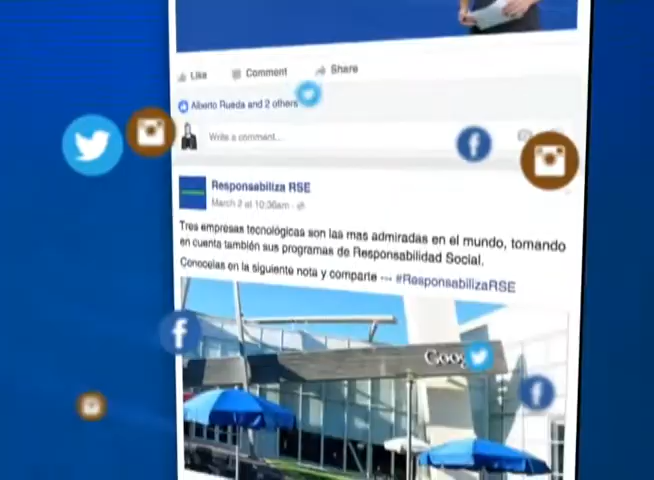 Like Comment Share
Alberto Rueda and 2 others
Write a comment...
Responsabiliza RSE
March 2 at 10:36am
Tres empresas tecnológicas son las mas admiradas en el mundo, tomando
en cuenta también sus programas de Responsabilidad Social.
Conocelas en la siguiente nota y comparte --- #ResponsabilizaRSE
Goo